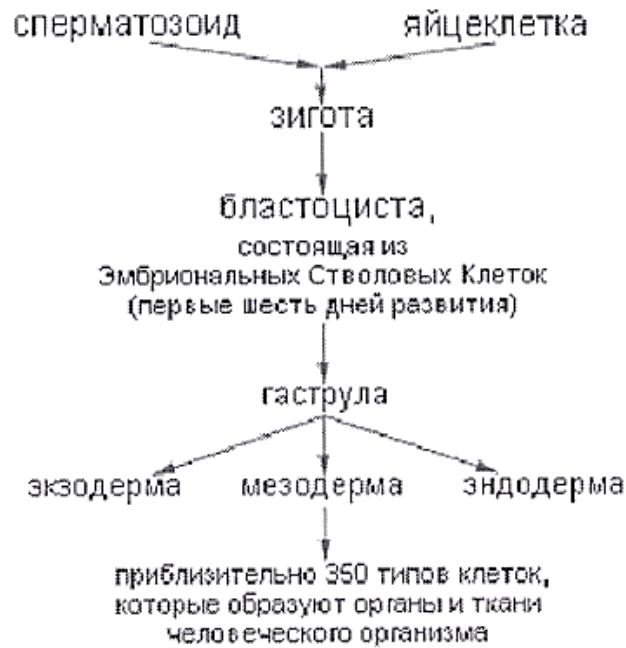 сперматозоид яйцеклетка
зигота
бластоциста,
состоящая из
Эмбриональных Стволовых Клеток
(первые шесть дней развития)
гаструла
экзодерма мезодерма эндодерма
приблизительно 350 типов клеток,
которые образуют органы и ткани
человеческого организма